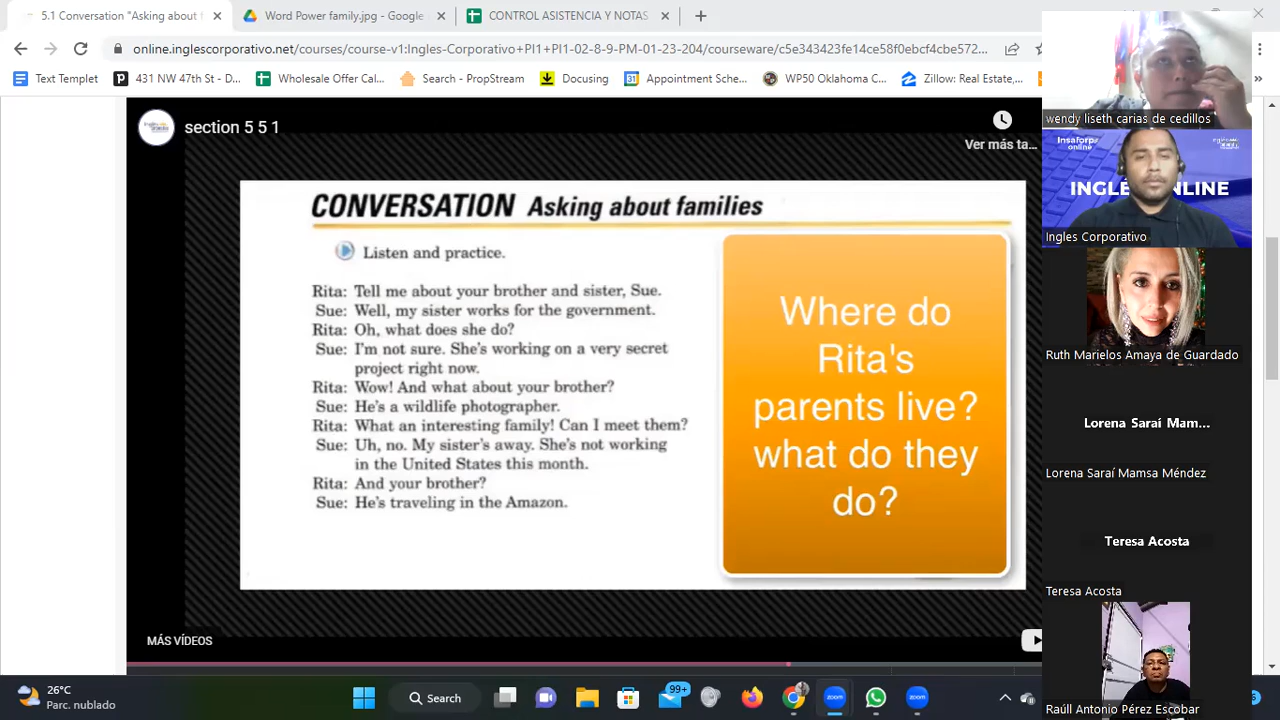 5.1 Conversation "Asking about f
Word Power family.jpg - Google
CONTROL ASISTENCIA Y NOTAS
online.inglescorporativo.net/courses/course-v1:Ingles-Corporativo+PI1+PI1-02-8-9-PM-01-23-204/courseware/c5e343423fe14ce58f0ebcf4cbe572...
Text Templet
431 NW 47th St - D...
Wholesale Offer Cal...
Search - PropStream
Docusing
Appointment Sche...
WP50 Oklahoma C...
Zillow: Real Estate,...
section 5 5 1
Ver más ta...
CONVERSATION Asking about families
Listen and practice.
Rita: Tell me about your brother and sister, Sue.
Sue: Well, my sister works for the government.
Rita: Oh, what does she do?
Sue: I'm not sure. She's working on a very secret
project right now.
Rita: Wow! And what about your brother?
Sue: He's a wildlife photographer.
Rita: What an interesting family! Can I meet them?
Sue: Uh, no. My sister's away. She's not working
in the United States this month.
Rita: And your brother?
Sue: He's traveling in the Amazon.
Where do
Rita's
parents live?
what do they
do?
MÁS VÍDEOS
wendy liseth carias de cedillos
Insaforp
online
INGLÉS ONLINE
Ingles Corporativo
Ruth Marielos Amaya de Guardado
Lorena Saraí Mam...
Lorena Saraí Mamsa Méndez
Teresa Acosta
Teresa Acosta
Raúll Antonio Pérez Escobar
26°C
Parc. nublado
Search
99+